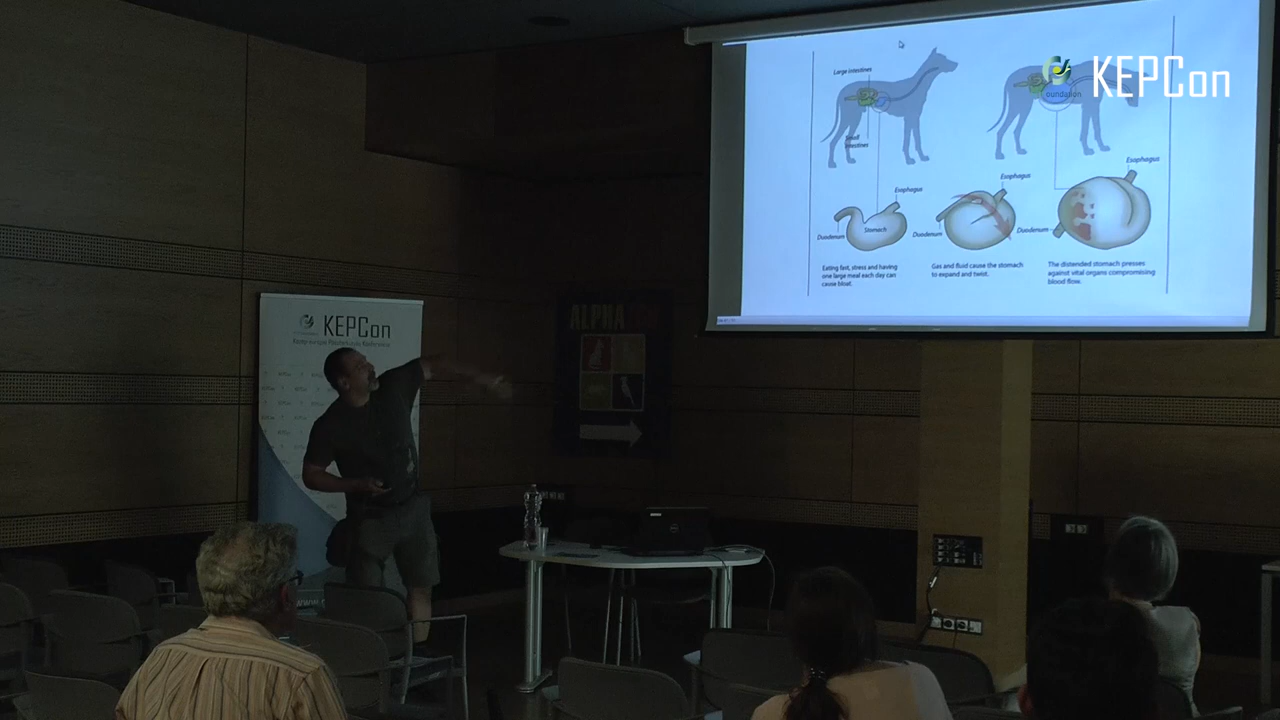 KEPCon
oundation
Large intestines
Small
intestines
Esophagus
Duodenum
Stomach
Esophagus
Duodenum
Esophagus
Duodenum
Eating fast, stress and having
one large meal each day can
cause bloat.
Gas and fluid cause the stomach
to expand and twist.
The distended stomach presses
against vital organs compromising
blood flow.
KEPCon
ALPHA